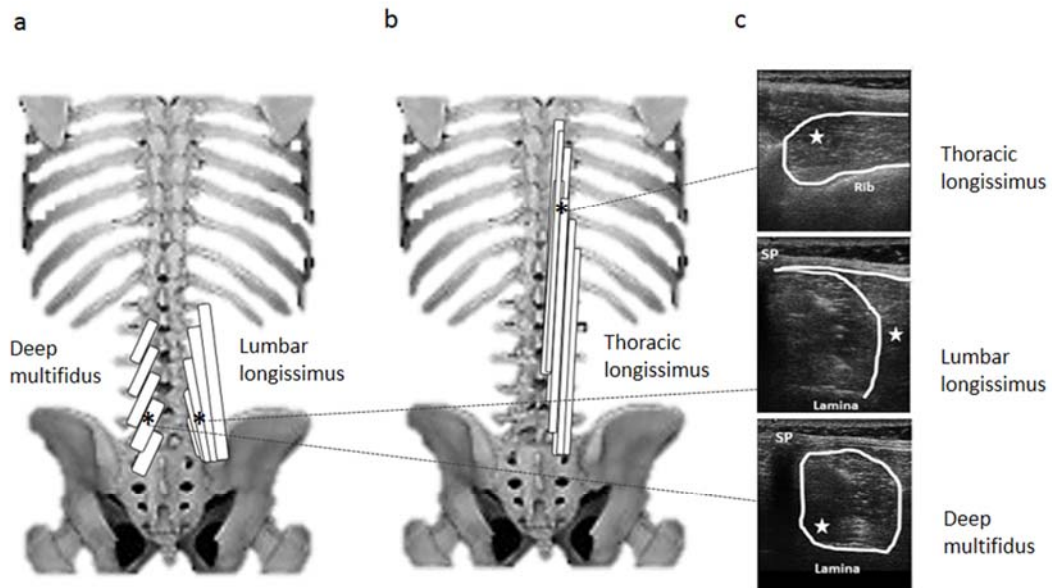 a
b
c
Deep
multifidus
Lumbar
longissimus
Thoracic
longissimus
Rib
Thoracic
longissimus
SP
Lamina
Lumbar
longissimus
SP
Lamina
Deep
multifidus